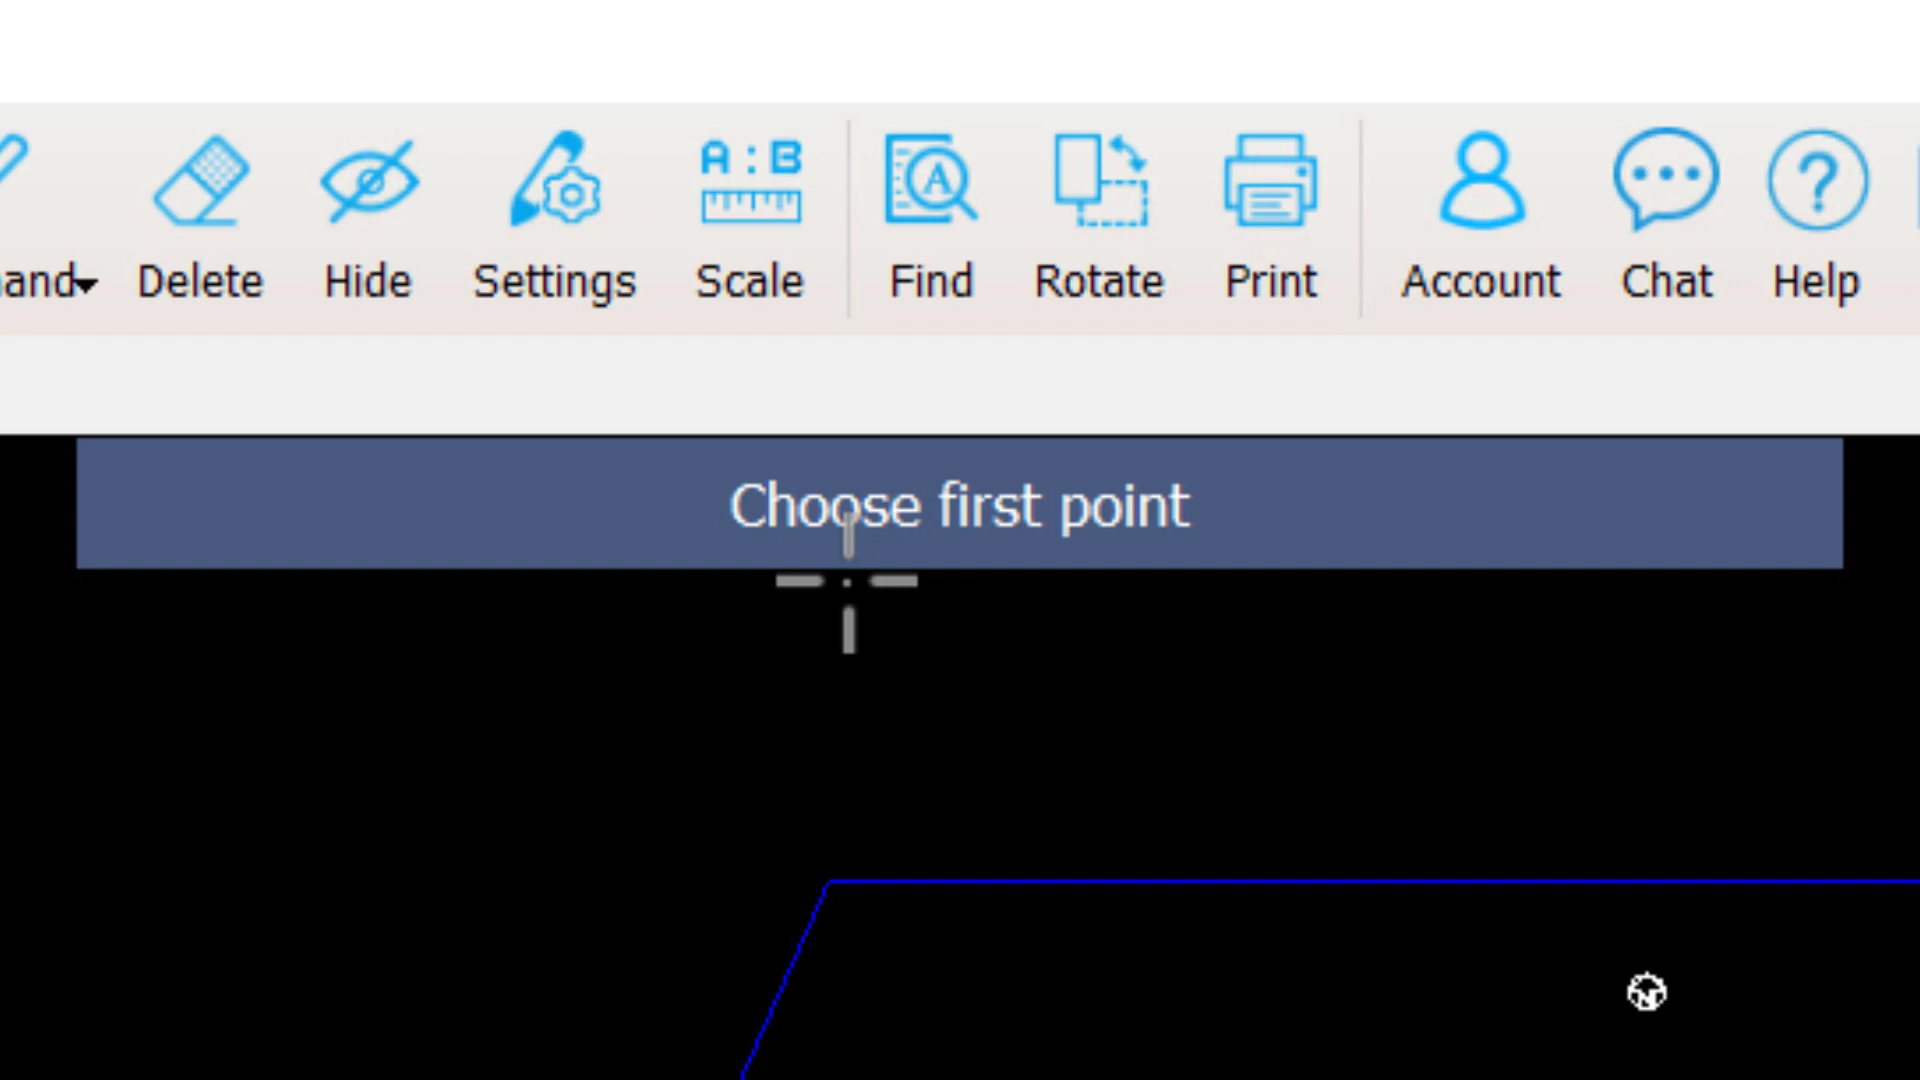 A : B
A
and Delete Hide Settings Scale Find Rotate Print Account Chat Help
Choose first point